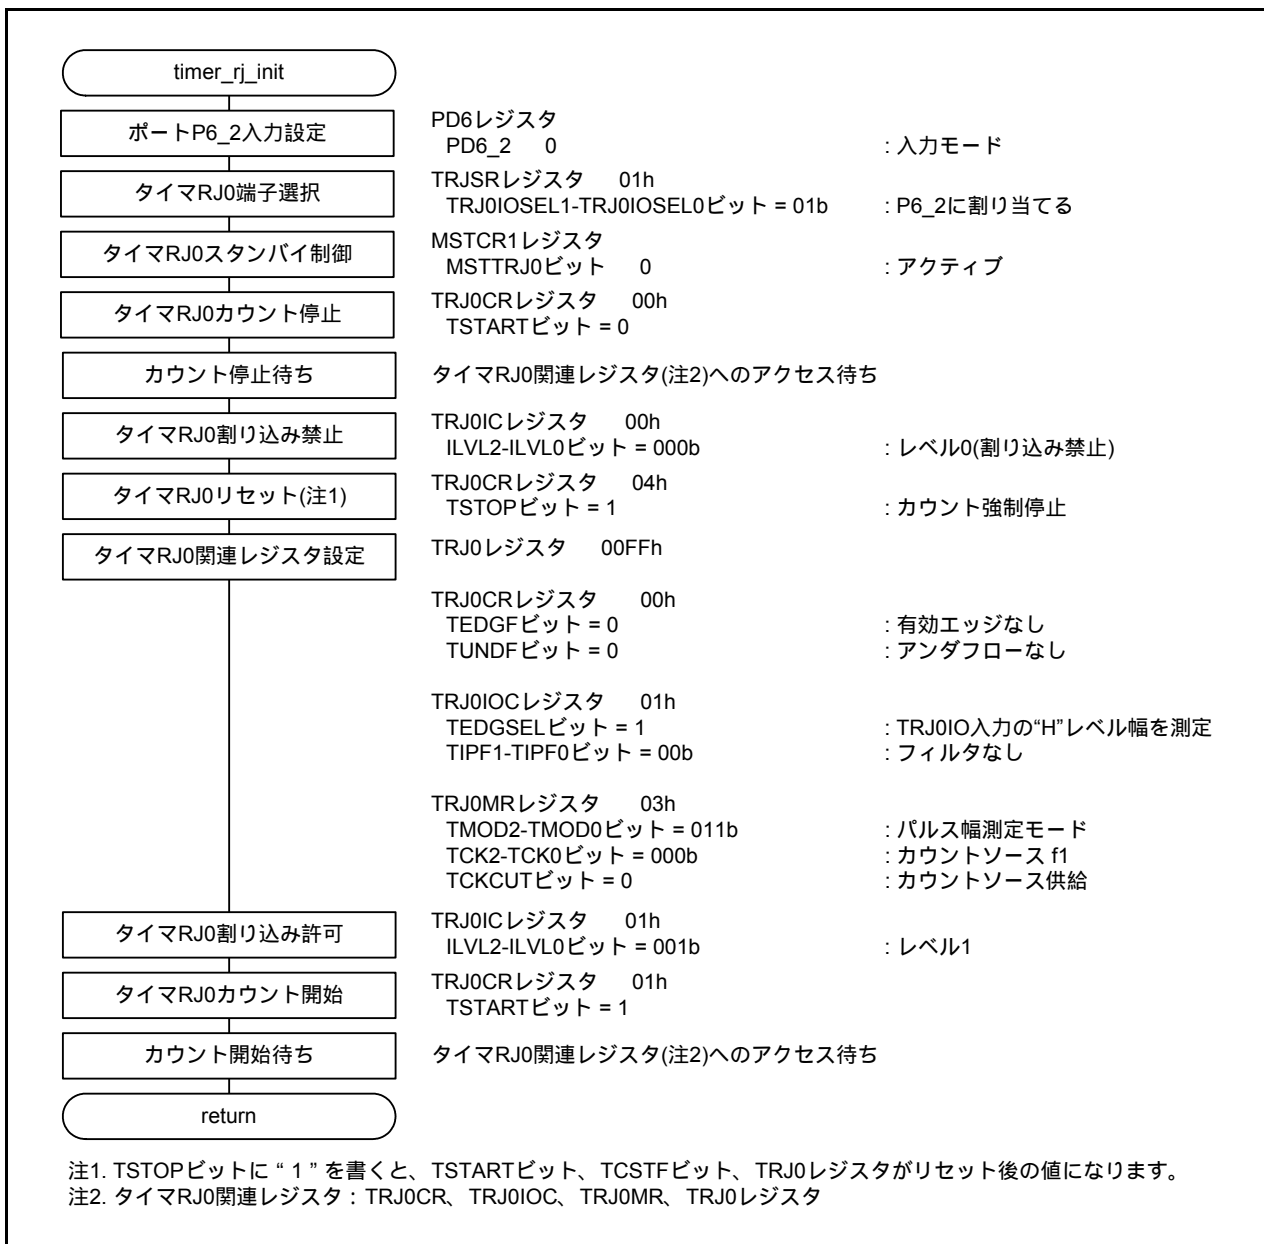 timer_rj_init
ポートP6_2入力設定
PD6レジスタ
PD6_2 0 : 入力モード
タイマRJ0端子選択
TRJSRレジスタ 01h
TRJ0IOSEL1-TRJ0IOSEL0ビット = 01b : P6_2に割り当てる
タイマRJ0スタンバイ制御
MSTCR1レジスタ
MSTTRJ0ビット 0 : アクティブ
タイマRJ0カウント停止
TRJ0CRレジスタ 00h
TSTARTビット = 0
カウント停止待ち
タイマRJ0関連レジスタ(注2)へのアクセス待ち
タイマRJ0割り込み禁止
TRJ0ICレジスタ 00h
ILVL2-ILVL0ビット = 000b : レベル0(割り込み禁止)
タイマRJ0リセット(注1)
TRJ0CRレジスタ 04h
TSTOPビット = 1 : カウント強制停止
タイマRJ0関連レジスタ設定
TRJ0レジスタ 00FFh
TRJ0CRレジスタ 00h
TEDGFビット = 0 : 有効エッジなし
TUNDFビット = 0 : アンダフローなし
TRJ0IOCレジスタ 01h
TEDGSELビット = 1 : TRJ0IO入力の“H”レベル幅を測定
TIPF1-TIPF0ビット = 00b : フィルタなし
TRJ0MRレジスタ 03h
TMOD2-TMOD0ビット = 011b : パルス幅測定モード
TCK2-TCK0ビット = 000b : カウントソース f1
TCKCUTビット = 0 : カウントソース供給
タイマRJ0割り込み許可
TRJ0ICレジスタ 01h
ILVL2-ILVL0ビット = 001b : レベル1
タイマRJ0カウント開始
TRJ0CRレジスタ 01h
TSTARTビット = 1
カウント開始待ち
タイマRJ0関連レジスタ(注2)へのアクセス待ち
return
注1. TSTOPビットに “ 1 ” を書くと、TSTARTビット、TCSTFビット、TRJ0レジスタがリセット後の値になります。
注2. タイマRJ0関連レジスタ : TRJ0CR、TRJ0IOC、TRJ0MR、TRJ0レジスタ